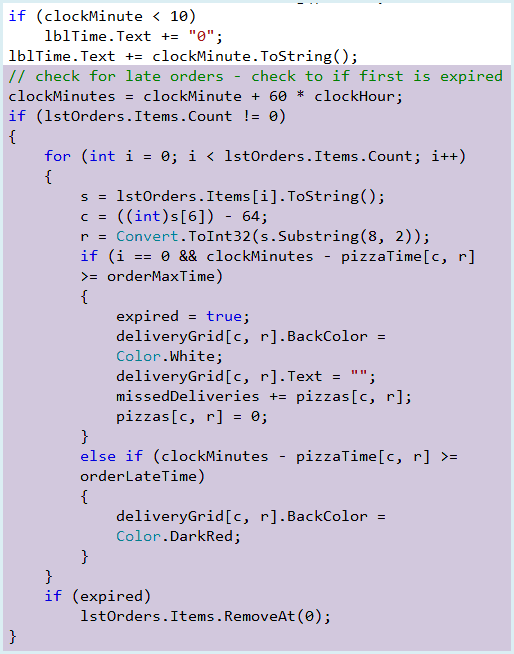 if (clockMinute < 10)
    lblTime.Text += "0";
lblTime.Text += clockMinute.ToString();
// check for late orders - check to if first is expired
clockMinutes = clockMinute + 60 * clockHour;
if (lstOrders.Items.Count != 0)
{
    for (int i = 0; i < lstOrders.Items.Count; i++)
    {
        s = lstOrders.Items[i].ToString();
        c = ((int)s[6]) - 64;
        r = Convert.ToInt32(s.Substring(8, 2));
        if (i == 0 && clockMinutes - pizzaTime[c, r]
        >= orderMaxTime)
        {
            expired = true;
            deliveryGrid[c, r].BackColor =
            Color.White;
            deliveryGrid[c, r].Text = "";
            missedDeliveries += pizzas[c, r];
            pizzas[c, r] = 0;
        }
        else if (clockMinutes - pizzaTime[c, r] >=
        orderLateTime)
        {
            deliveryGrid[c, r].BackColor =
            Color.DarkRed;
        }
    }
    if (expired)
        lstOrders.Items.RemoveAt(0);
}